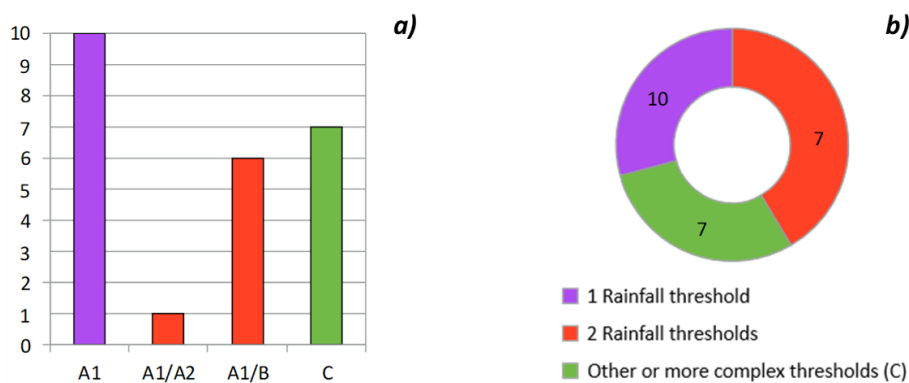 a)
10
9
8
7
6
5
4
3
2
1
0
A1 A1/A2 A1/B C
b)
10
7
7
1 Rainfall threshold
2 Rainfall thresholds
Other or more complex thresholds (C)